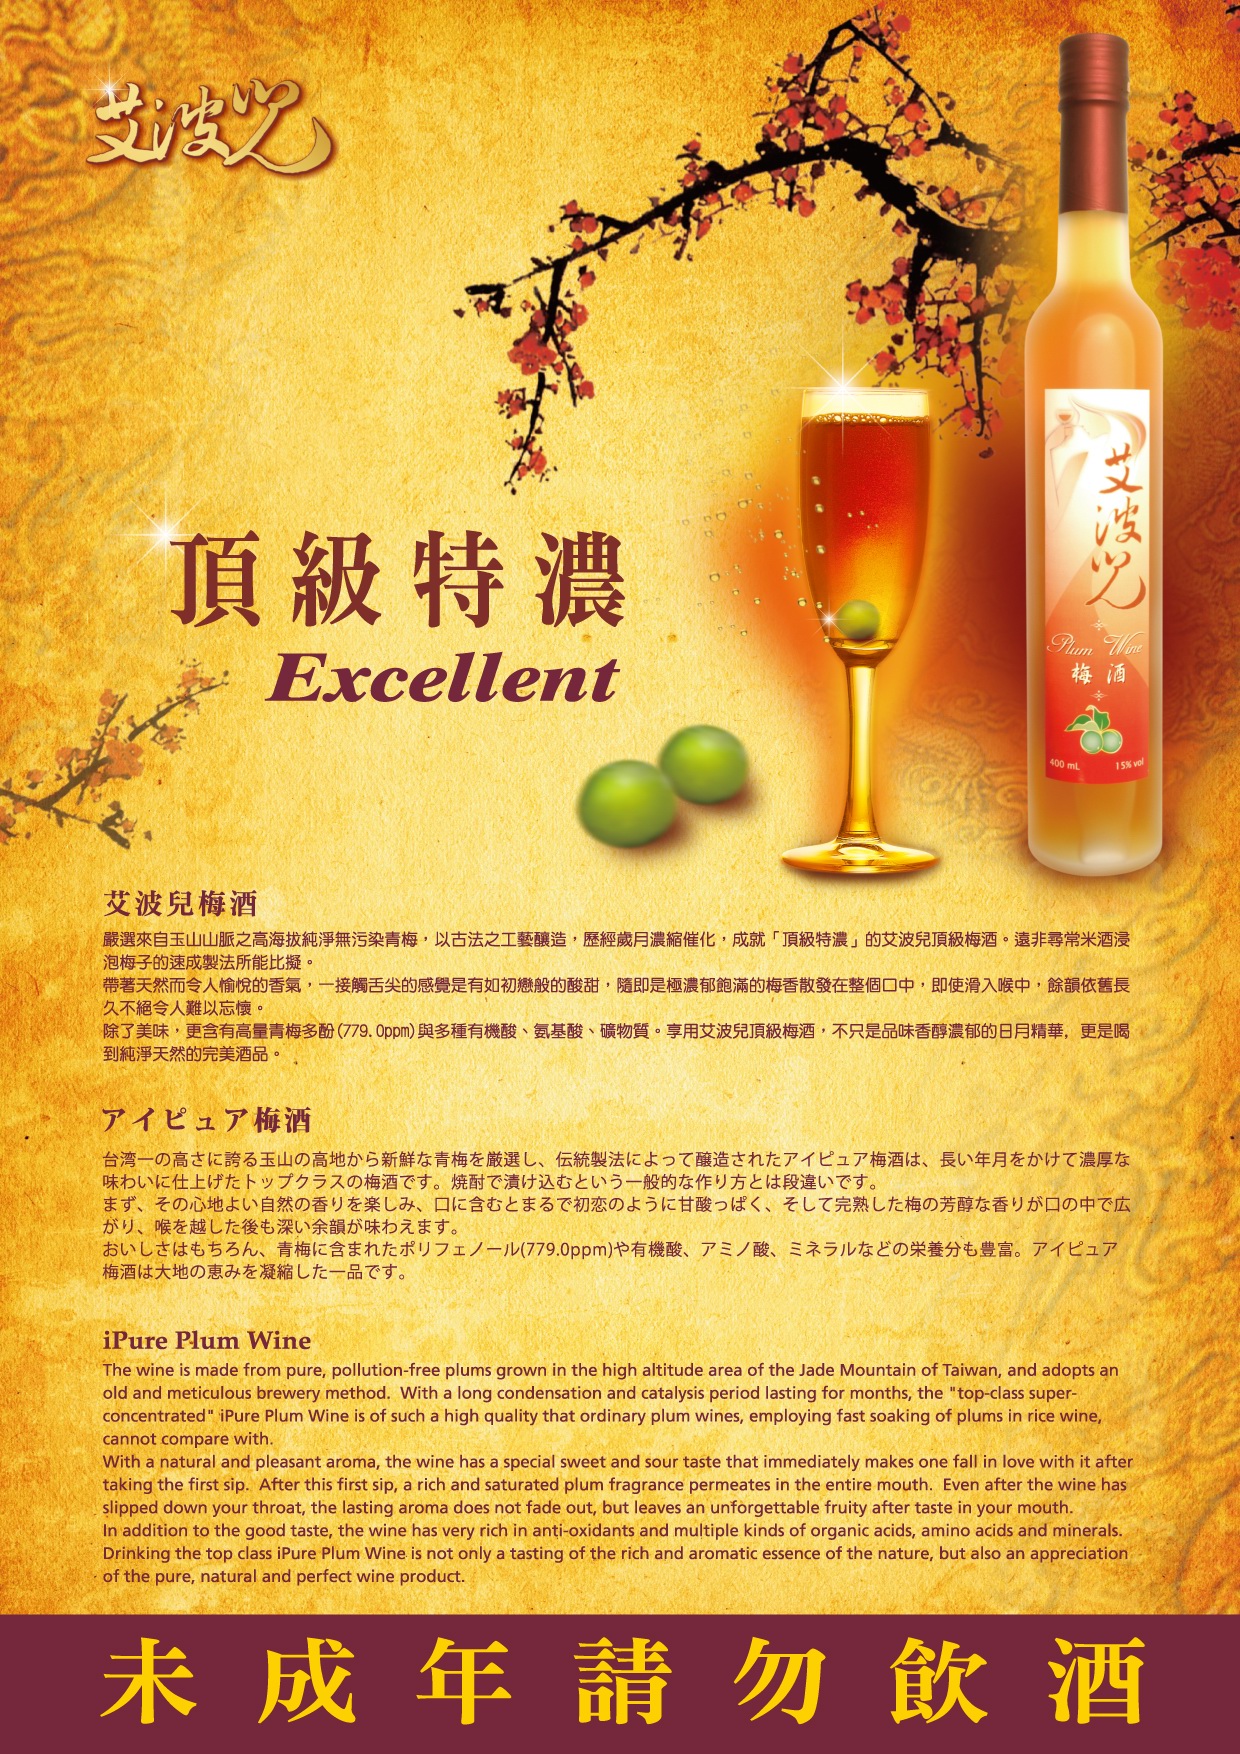 艾波兒
艾波兒
Plum Wine
梅酒
400 mL 15% vol
頂級特濃
Excellent
艾波兒梅酒
嚴選來自玉山山脈之高海拔純淨無污染青梅，以古法之工藝釀造，歷經歲月濃縮催化，成就「頂級特濃」的艾波兒頂級梅酒。遠非尋常米酒浸
泡梅子的速成製法所能比擬。
帶著天然而令人愉悅的香氣，一接觸舌尖的感覺是有如初戀般的酸甜，隨即是極濃郁飽滿的梅香散發在整個口中，即使滑入喉中，餘韻依舊長
久不絕令人難以忘懷。
除了美味，更含有高量青梅多酚(779.0ppm)與多種有機酸、氨基酸、礦物質。享用艾波兒頂級梅酒，不只是品味香醇濃郁的日月精華，更是喝
到純淨天然的完美酒品。
アイピュア梅酒
台湾一の高さに誇る玉山の高地から新鮮な青梅を厳選し、伝統製法によって醸造されたアイピュア梅酒は、長い年月をかけて濃厚な
味わいに仕上げたトップクラスの梅酒です。焼酎で漬け込むという一般的な作り方とは段違いです。
まず、その心地よい自然の香りを楽しみ、口に含むとまるで初恋のように甘酸っぱく、そして完熟した梅の芳醇な香りが口の中で広
がり、喉を越した後も深い余韻が味わえます。
おいしさはもちろん、青梅に含まれたポリフェノール(779.0ppm)や有機酸、アミノ酸、ミネラルなどの栄養分も豊富。アイピュア
梅酒は大地の恵みを凝縮した一品です。
iPure Plum Wine
The wine is made from pure, pollution-free plums grown in the high altitude area of the Jade Mountain of Taiwan, and adopts an
old and meticulous brewery method. With a long condensation and catalysis period lasting for months, the "top-class super-
concentrated" iPure Plum Wine is of such a high quality that ordinary plum wines, employing fast soaking of plums in rice wine,
cannot compare with.
With a natural and pleasant aroma, the wine has a special sweet and sour taste that immediately makes one fall in love with it after
taking the first sip. After this first sip, a rich and saturated plum fragrance permeates in the entire mouth. Even after the wine has
slipped down your throat, the lasting aroma does not fade out, but leaves an unforgettable fruity after taste in your mouth.
In addition to the good taste, the wine has very rich in anti-oxidants and multiple kinds of organic acids, amino acids and minerals.
Drinking the top class iPure Plum Wine is not only a tasting of the rich and aromatic essence of the nature, but also an appreciation
of the pure, natural and perfect wine product.
未成年請勿飲酒